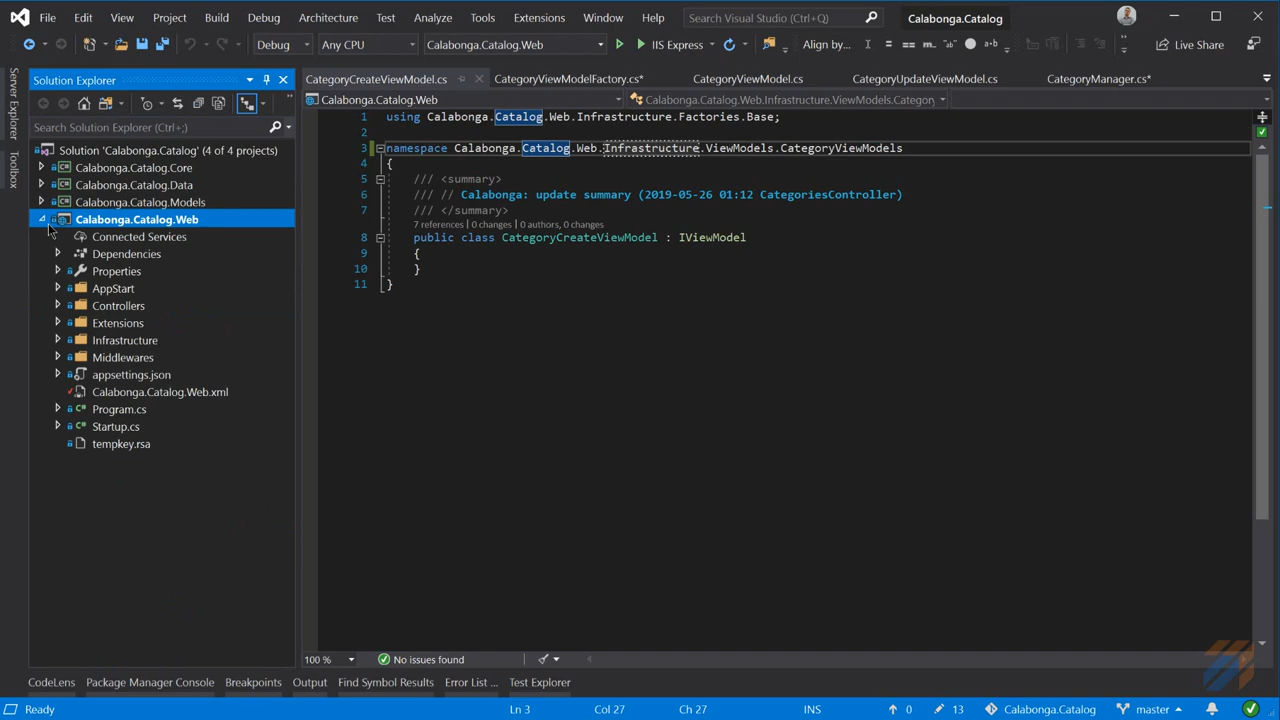 File Edit View Project Build Debug Architecture Test Analyze Tools Extensions Window Help Search Visual Studio (Ctrl+Q) Calabonga.Catalog
Debug Any CPU Calabonga.Catalog.Web IIS Express Align by... Live Share
Server Explorer
Toolbox
Solution Explorer
Search Solution Explorer (Ctrl+;)
Solution 'Calabonga.Catalog' (4 of 4 projects)
Calabonga.Catalog.Core
Calabonga.Catalog.Data
Calabonga.Catalog.Models
Calabonga.Catalog.Web
Connected Services
Dependencies
Properties
AppStart
Controllers
Extensions
Infrastructure
Middlewares
appsettings.json
Calabonga.Catalog.Web.xml
Program.cs
Startup.cs
tempkey.rsa
CategoryCreateViewModel.cs CategoryViewModelFactory.cs* CategoryViewModel.cs CategoryUpdateViewModel.cs CategoryManager.cs*
Calabonga.Catalog.Web Calabonga.Catalog.Web.Infrastructure.ViewModels.Category
1 using Calabonga.Catalog.Web.Infrastructure.Factories.Base;
2
3 namespace Calabonga.Catalog.Web.Infrastructure.ViewModels.CategoryViewModels
4 {
5 /// <summary>
6 /// // Calabonga: update summary (2019-05-26 01:12 CategoriesController)
7 /// </summary>
7 references | 0 changes | 0 authors, 0 changes
8 public class CategoryCreateViewModel : IViewModel
9 {
10 }
11 }
100 % No issues found
CodeLens Package Manager Console Breakpoints Output Find Symbol Results Error List ... Test Explorer
Ready Ln 3 Col 27 Ch 27 INS 0 13 Calabonga.Catalog master